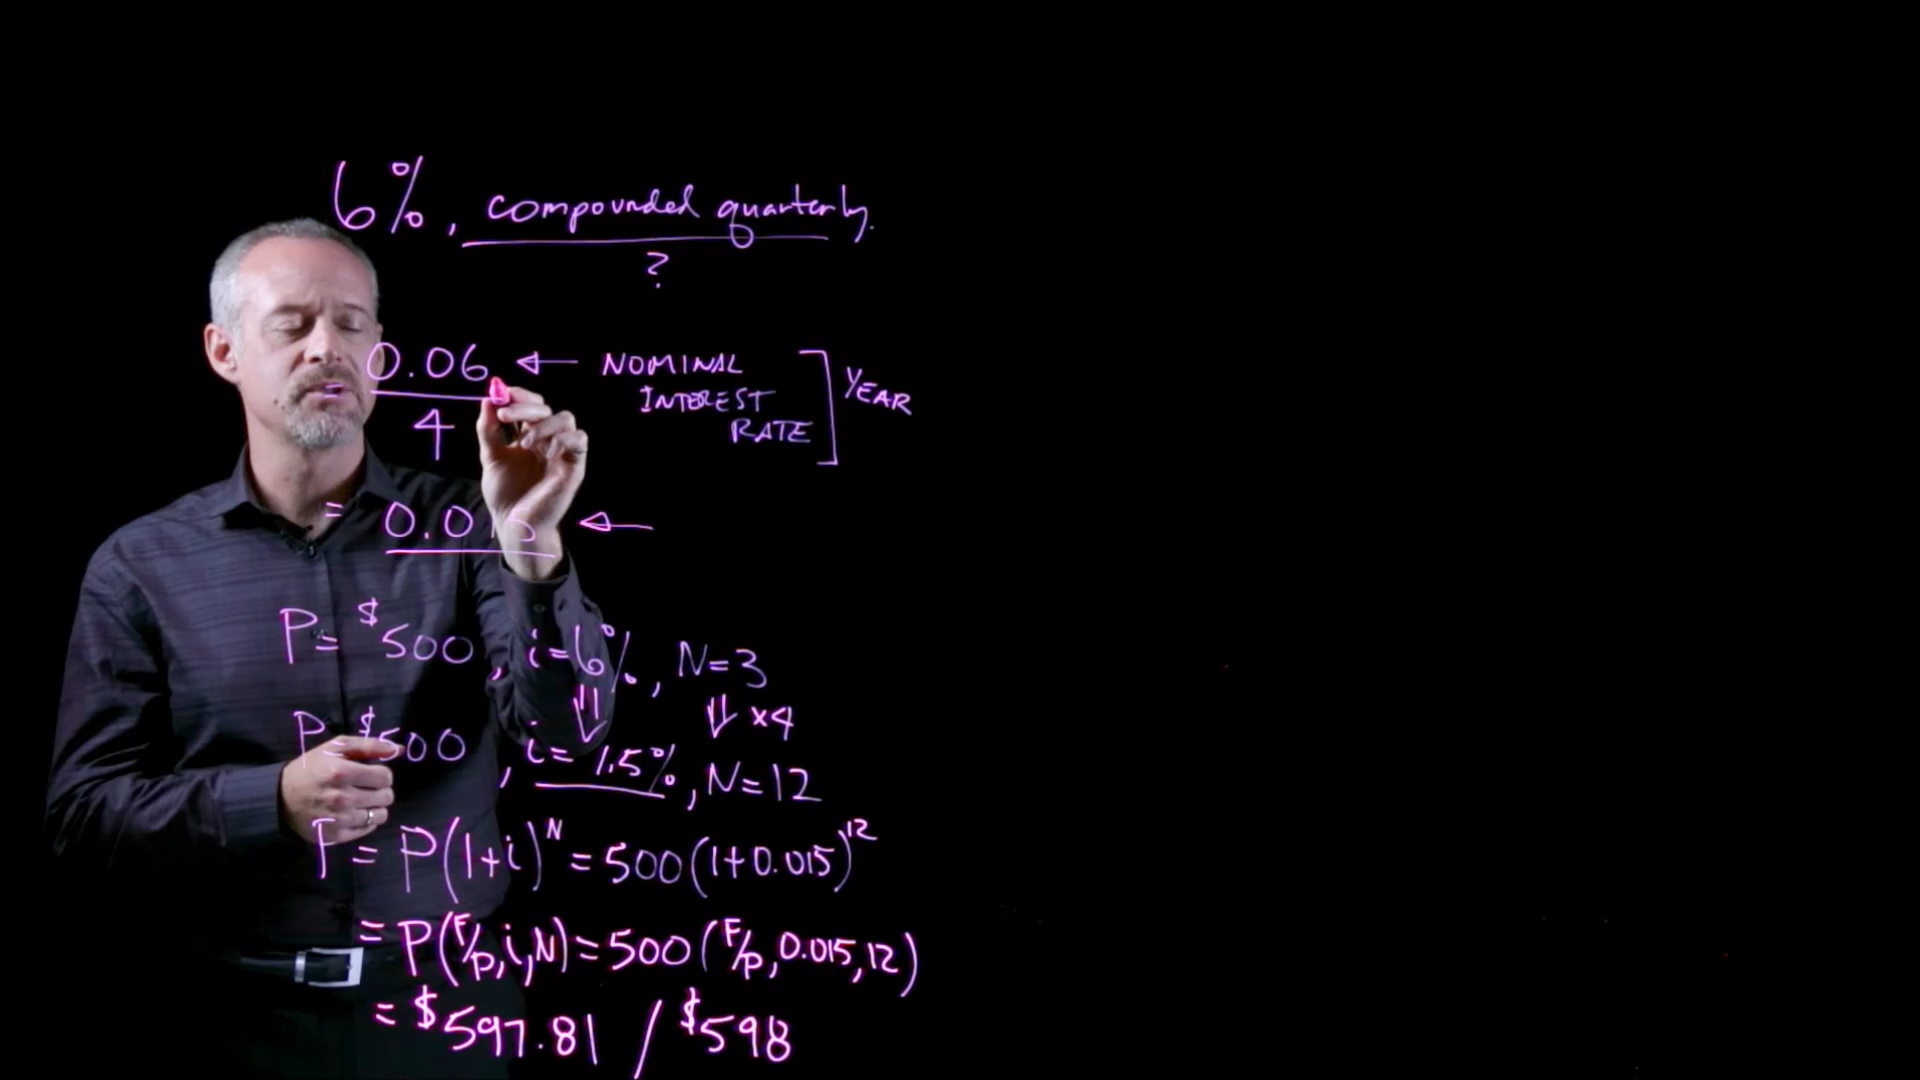 6%, compounded quarterly.
?
0.06 ← NOMINAL INTEREST RATE ] YEAR
4
= 0.015 ←
P = $500, i = 6%, N = 3
⇓ ⇓ ×4
P = $500, i = 1.5%, N = 12
F = P(1+i)^N = 500(1+0.015)^12
= P(F/P, i, N) = 500(F/P, 0.015, 12)
= $597.81 / $598